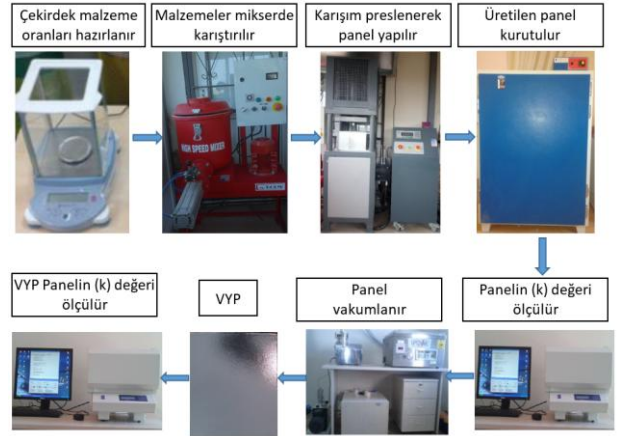 Çekirdek malzeme
oranları hazırlanır
Malzemeler mikserde
karıştırılır
Karışım preslenerek
panel yapılır
Üretilen panel
kurutulur
HIGH SPEED MIXER
VYP Panelin (k) değeri
ölçülür
VYP
Panel
vakumlanır
Panelin (k) değeri
ölçülür